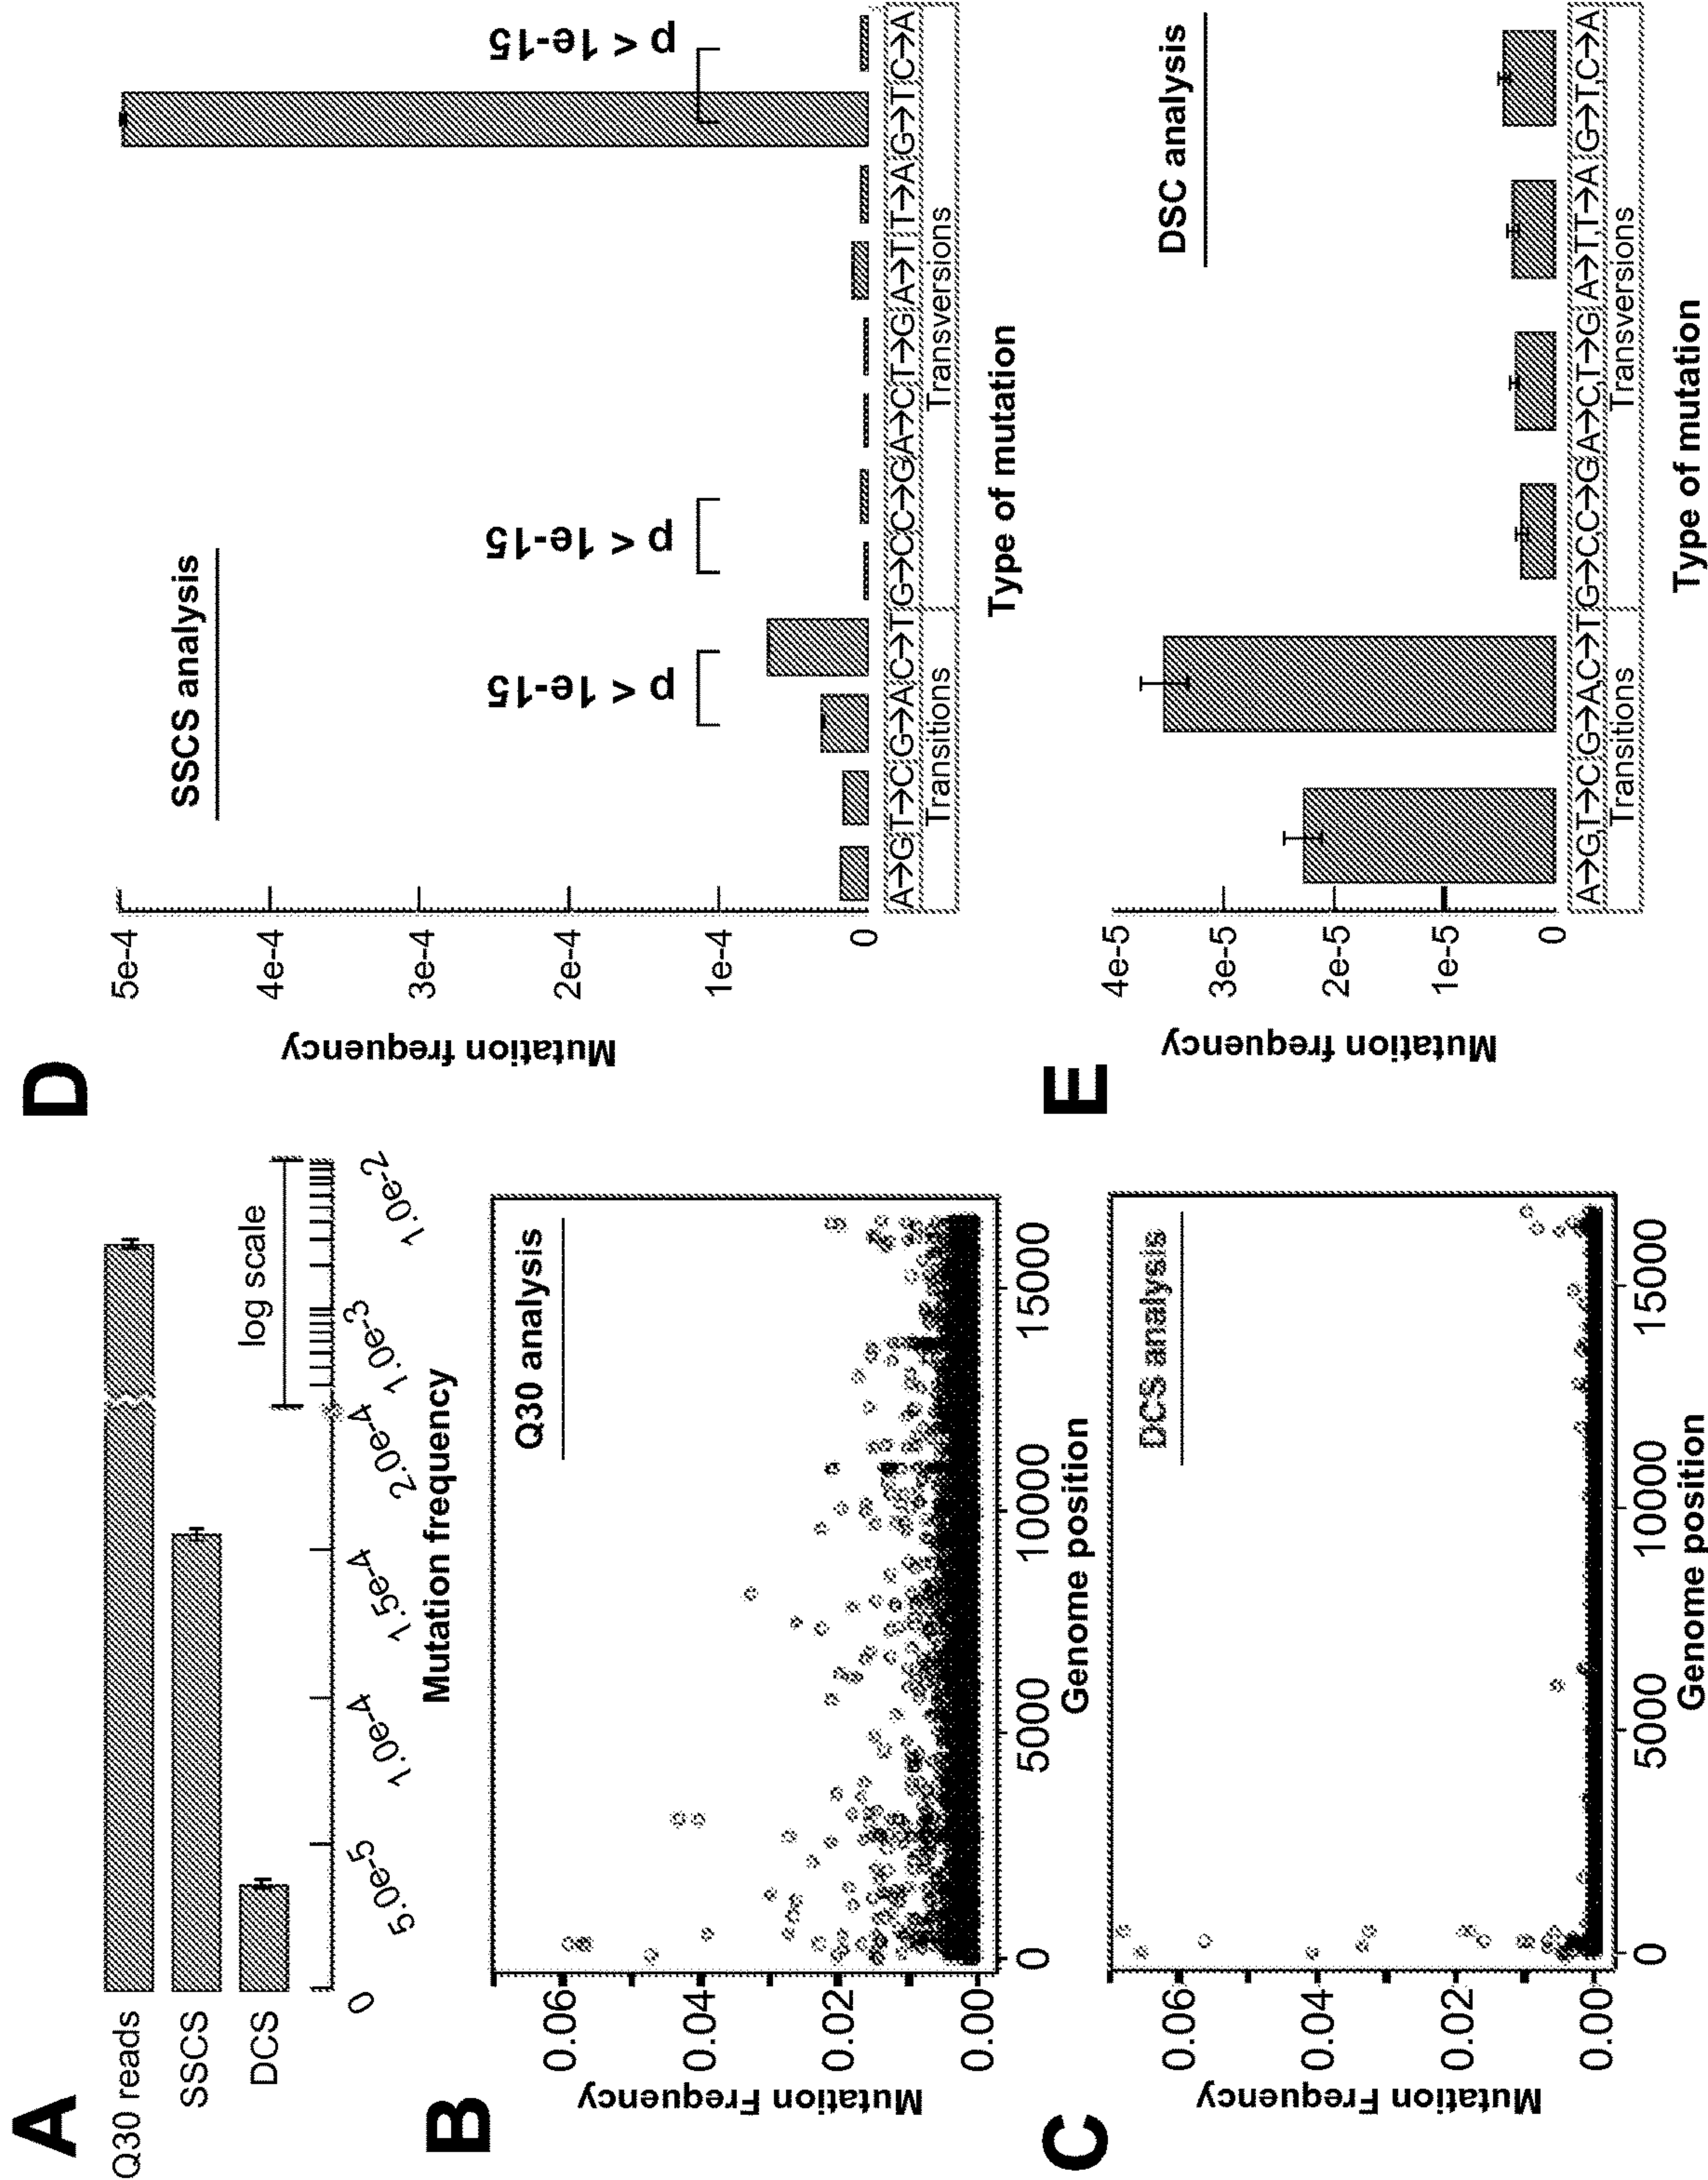 A
Q30 reads
SSCS
DCS
log scale
0
5.0e-5
1.0e-4
1.5e-4
2.0e-4
1.0e-3
1.0e-2
Mutation frequency
B
Q30 analysis
Mutation Frequency
0.06
0.04
0.02
0.00
0
5000
10000
15000
Genome position
C
DCS analysis
Mutation Frequency
0.06
0.04
0.02
0.00
0
5000
10000
15000
Genome position
D
SSCS analysis
Mutation frequency
5e-4
4e-4
3e-4
2e-4
1e-4
0
p < 1e-15
p < 1e-15
p < 1e-15
A→G T→C G→A C→T G→C C→G A→C T→G A→T T→A G→T C→A
Transitions Transversions
Type of mutation
E
DSC analysis
Mutation frequency
4e-5
3e-5
2e-5
1e-5
0
A→G,T→C G→A,C→T G→C,C→G A→C,T→G A→T,T→A G→T,C→A
Transitions Transversions
Type of mutation